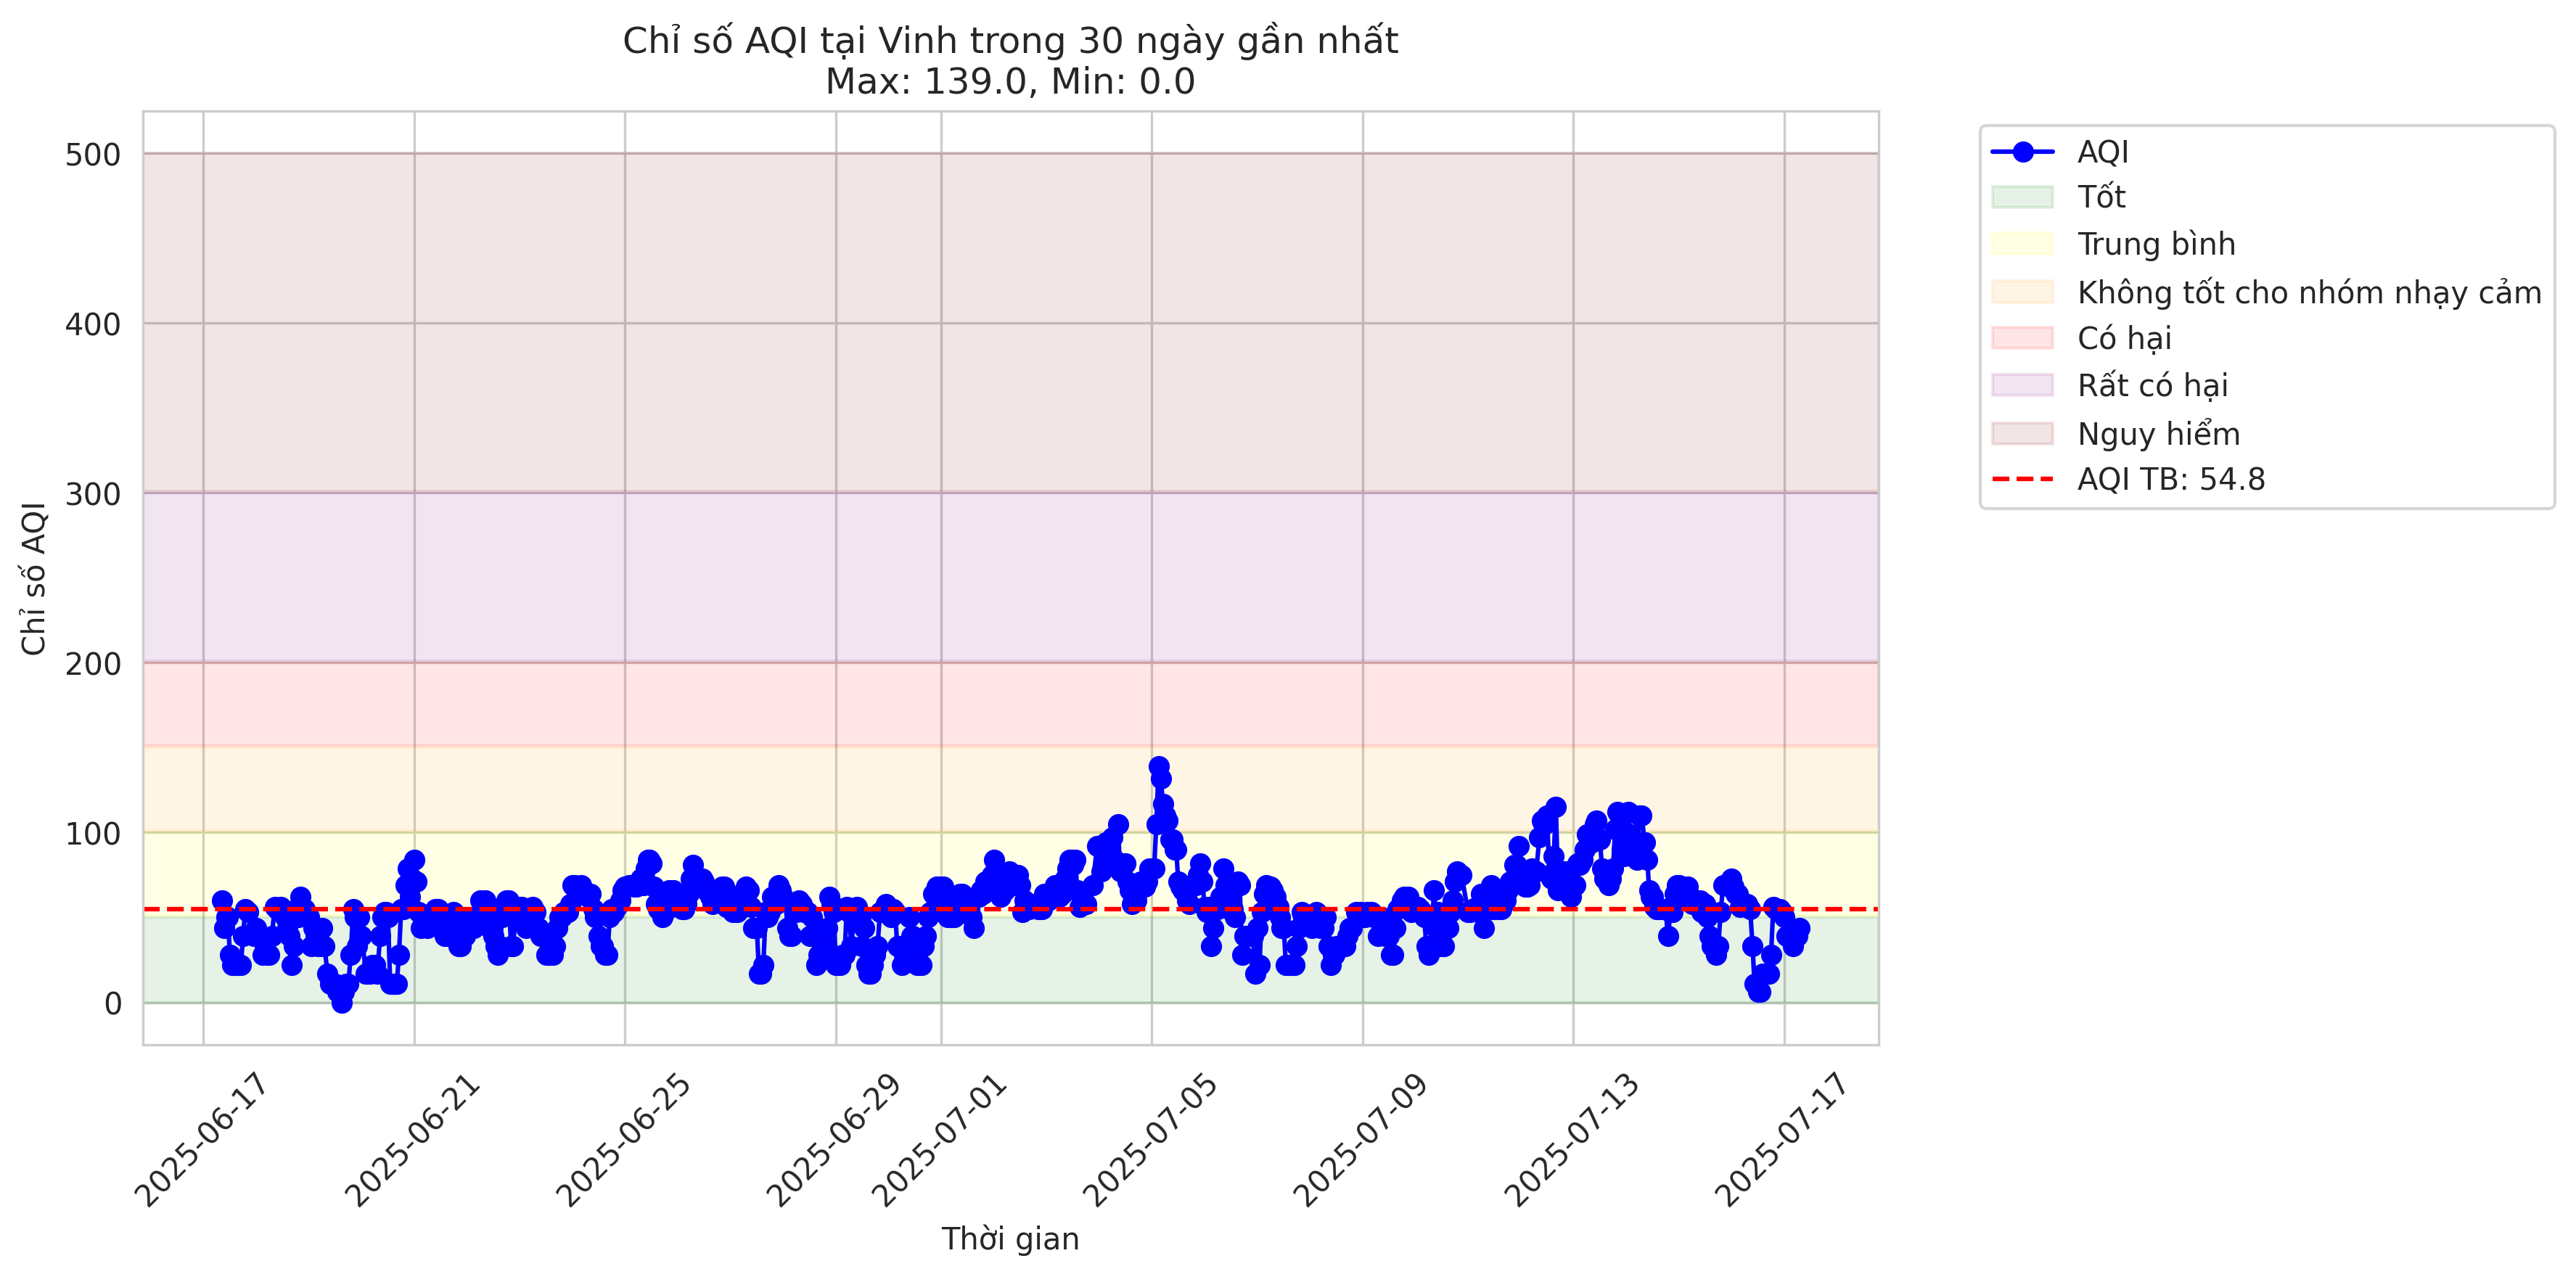 Chỉ số AQI tại Vinh trong 30 ngày gần nhất
Max: 139.0, Min: 0.0
Chỉ số AQI
500
400
300
200
100
0
2025-06-17
2025-06-21
2025-06-25
2025-06-29
2025-07-01
2025-07-05
2025-07-09
2025-07-13
2025-07-17
Thời gian
AQI
Tốt
Trung bình
Không tốt cho nhóm nhạy cảm
Có hại
Rất có hại
Nguy hiểm
AQI TB: 54.8